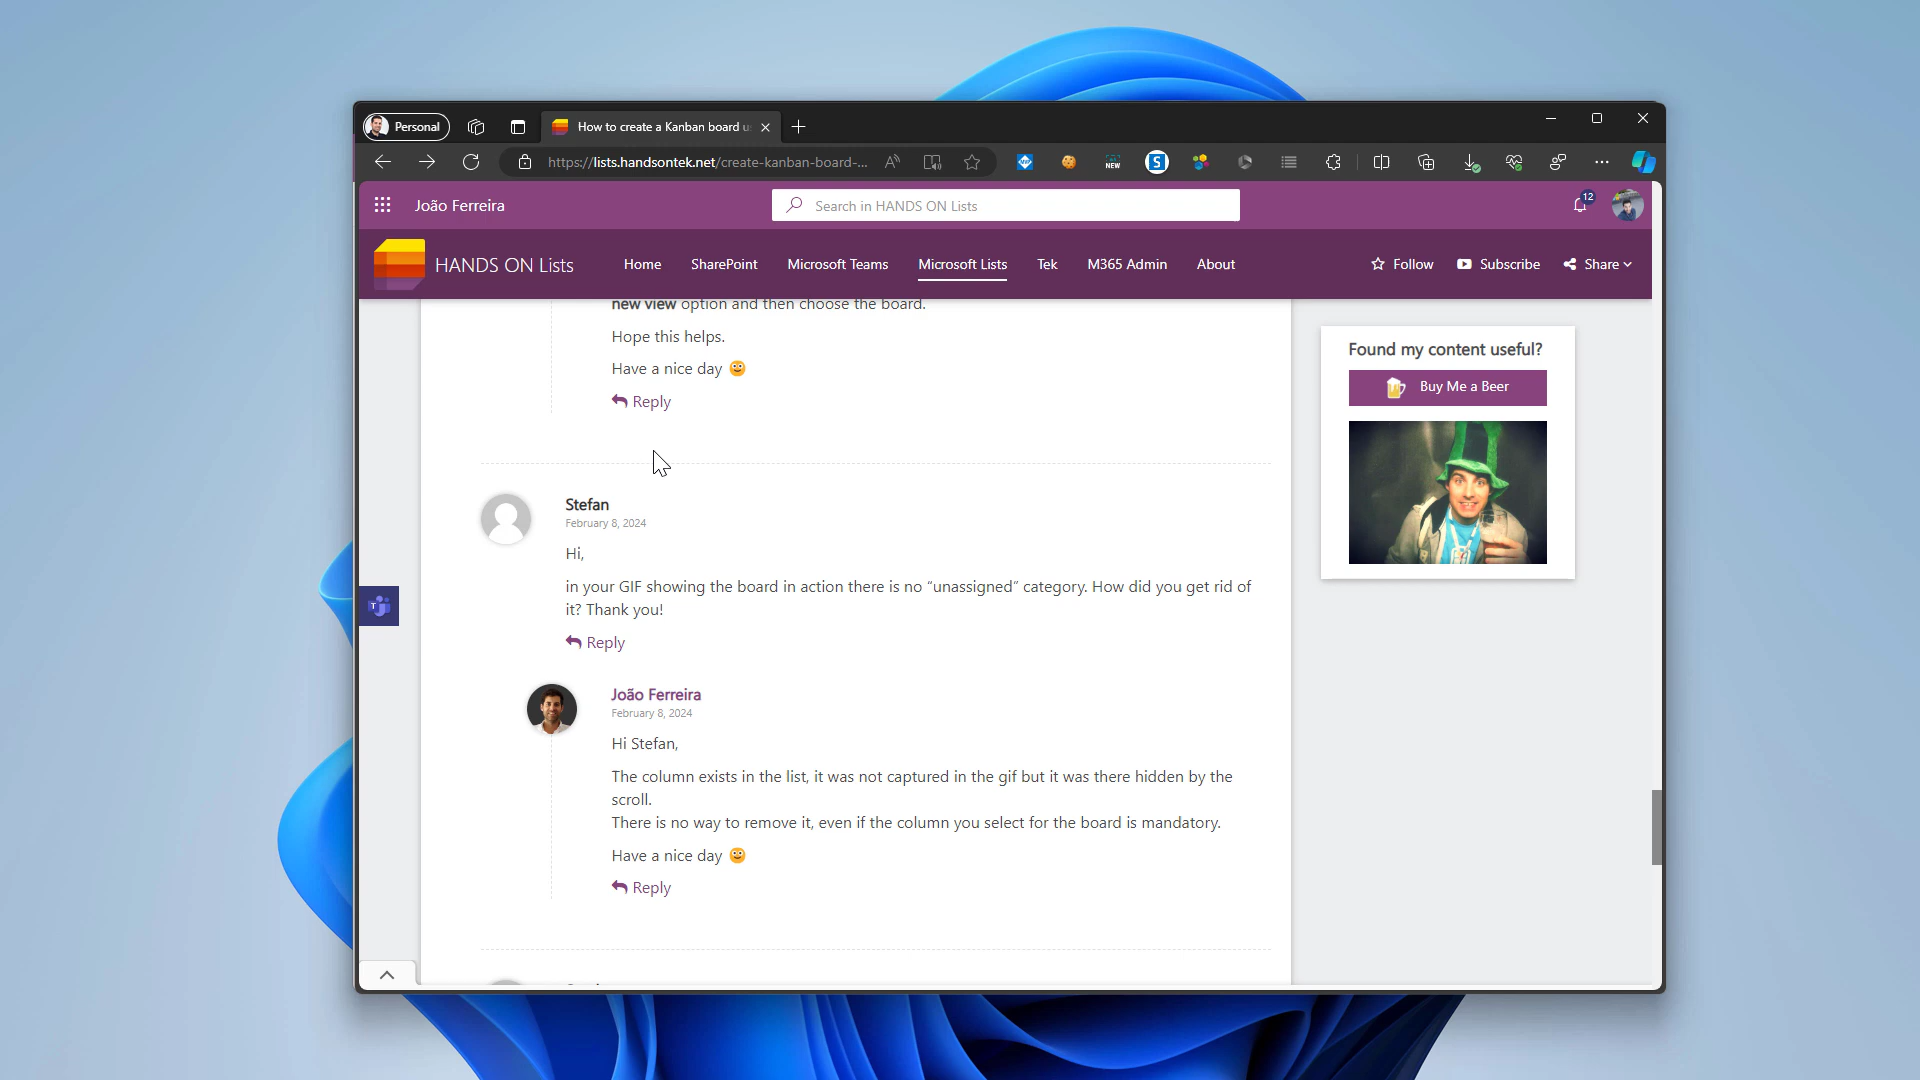 Personal
How to create a Kanban board u
https://lists.handsontek.net/create-kanban-board-...
NEW
S
João Ferreira
Search in HANDS ON Lists
12
HANDS ON Lists
Home
SharePoint
Microsoft Teams
Microsoft Lists
Tek
M365 Admin
About
Follow
Subscribe
Share
new view option and then choose the board.
Hope this helps.
Have a nice day
Reply
Found my content useful?
Buy Me a Beer
Stefan
February 8, 2024
Hi,
in your GIF showing the board in action there is no “unassigned” category. How did you get rid of
it? Thank you!
Reply
T
João Ferreira
February 8, 2024
Hi Stefan,
The column exists in the list, it was not captured in the gif but it was there hidden by the
scroll.
There is no way to remove it, even if the column you select for the board is mandatory.
Have a nice day
Reply